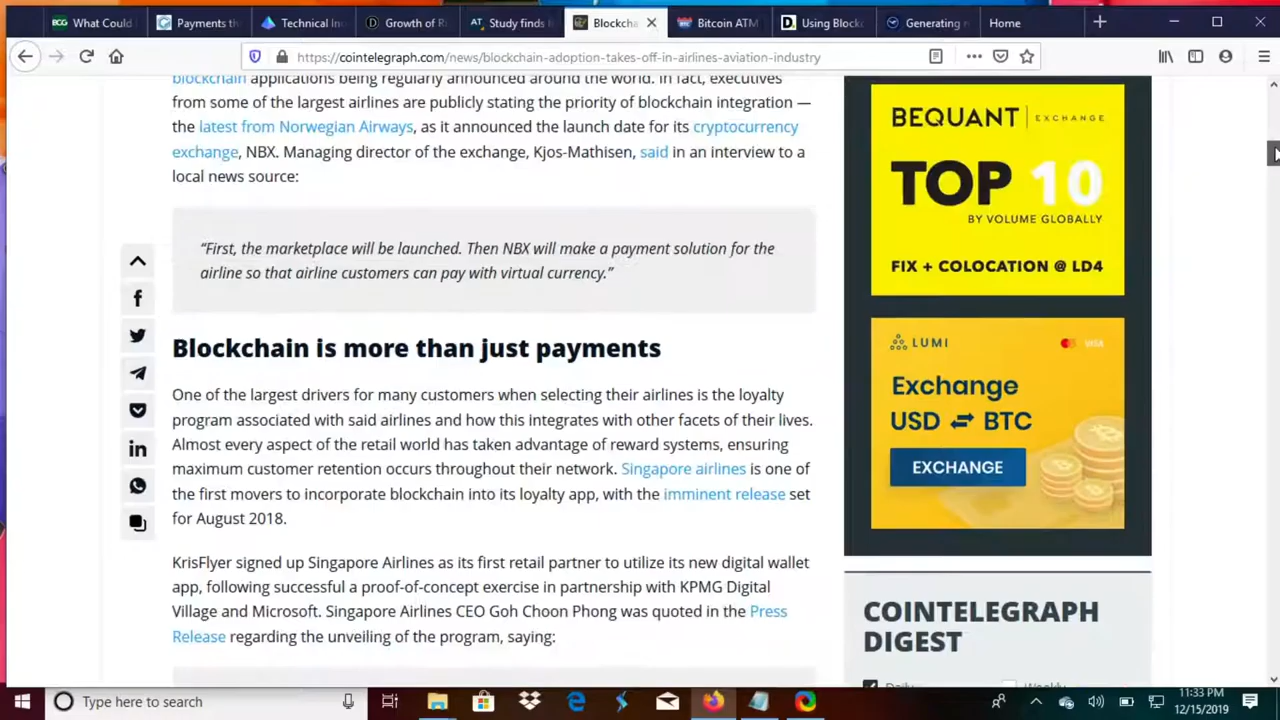 What Could
Payments th
Technical In
Growth of R
Study finds
Blockcha
Bitcoin ATM
Using Block
Generating
Home
https://cointelegraph.com/news/blockchain-adoption-takes-off-in-airlines-aviation-industry
blockchain applications being regularly announced around the world. In fact, executives
from some of the largest airlines are publicly stating the priority of blockchain integration —
the latest from Norwegian Airways, as it announced the launch date for its cryptocurrency
exchange, NBX. Managing director of the exchange, Kjos-Mathisen, said in an interview to a
local news source:
“First, the marketplace will be launched. Then NBX will make a payment solution for the
airline so that airline customers can pay with virtual currency.”
Blockchain is more than just payments
One of the largest drivers for many customers when selecting their airlines is the loyalty
program associated with said airlines and how this integrates with other facets of their lives.
Almost every aspect of the retail world has taken advantage of reward systems, ensuring
maximum customer retention occurs throughout their network. Singapore airlines is one of
the first movers to incorporate blockchain into its loyalty app, with the imminent release set
for August 2018.
KrisFlyer signed up Singapore Airlines as its first retail partner to utilize its new digital wallet
app, following successful a proof-of-concept exercise in partnership with KPMG Digital
Village and Microsoft. Singapore Airlines CEO Goh Choon Phong was quoted in the Press
Release regarding the unveiling of the program, saying:
BEQUANT | EXCHANGE
TOP 10
BY VOLUME GLOBALLY
FIX + COLOCATION @ LD4
LUMI
VISA
Exchange
USD ⇄ BTC
EXCHANGE
COINTELEGRAPH
DIGEST
Daily
Weekly
Type here to search
11:33 PM
12/15/2019